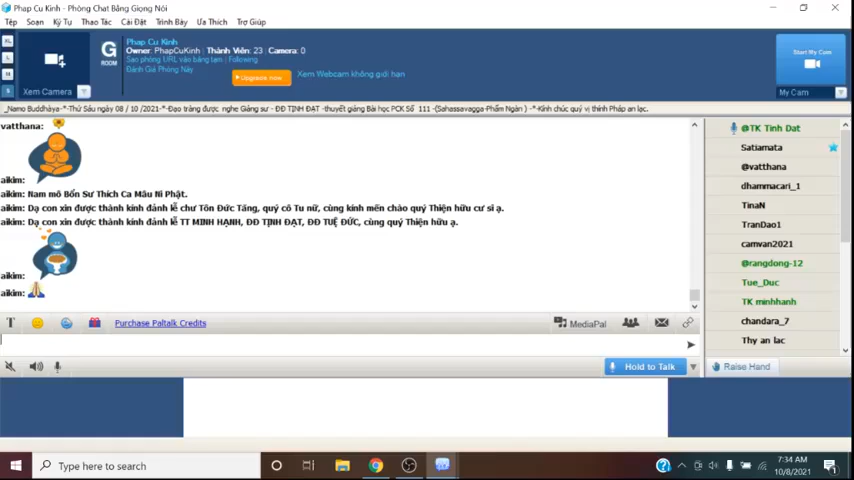 Phap Cu Kinh - Phòng Chat Bằng Giọng Nói
Tệp Soạn Ký Tụ Thao Tác Cài Đặt Trình Bày Ưa Thích Trợ Giúp
XL
L
M
S
Xem Camera
G
ROOM
Phap Cu Kinh
Owner: PhapCuKinh | Thành Viên: 23 | Camera: 0
Sao phỏng URL vào bảng tạm | Following
Đánh Giá Phòng Này
Upgrade now
Xem Webcam không giới hạn
Start My Cam
My Cam
_Namo Buddhàya-*-Thứ Sáu ngày 08 / 10 /2021-*-Đạo tràng được nghe Giảng sư - ĐĐ TỊNH ĐẠT -thuyết giảng Bài học PCK Số 111 -(Sahassavagga-Phẩm Ngàn ) -*-Kính chúc quý vị thính Pháp an lạc.
vatthana:
aikim:
aikim: Nam mô Bổn Sư Thích Ca Mâu Ni Phật.
aikim: Dạ con xin được thành kính đảnh lễ chư Tôn Đức Tăng, quý cô Tu nữ, cùng kính mến chào quý Thiện hữu cư sĩ ạ.
aikim: Dạ con xin được thành kính đảnh lễ TT MINH HẠNH, ĐĐ TỊNH ĐẠT, ĐĐ TUỆ ĐỨC, cùng quý Thiện hữu ạ.
aikim:
aikim:
@TK Tinh Dat
Satiamata
@vatthana
dhammacari_1
TinaN
TranDao1
camvan2021
@rangdong-12
Tue_Duc
TK minhhanh
chandara_7
Thy an lac
T
Purchase Paltalk Credits
MediaPal
Hold to Talk
Raise Hand
Type here to search
7:34 AM
10/8/2021
1